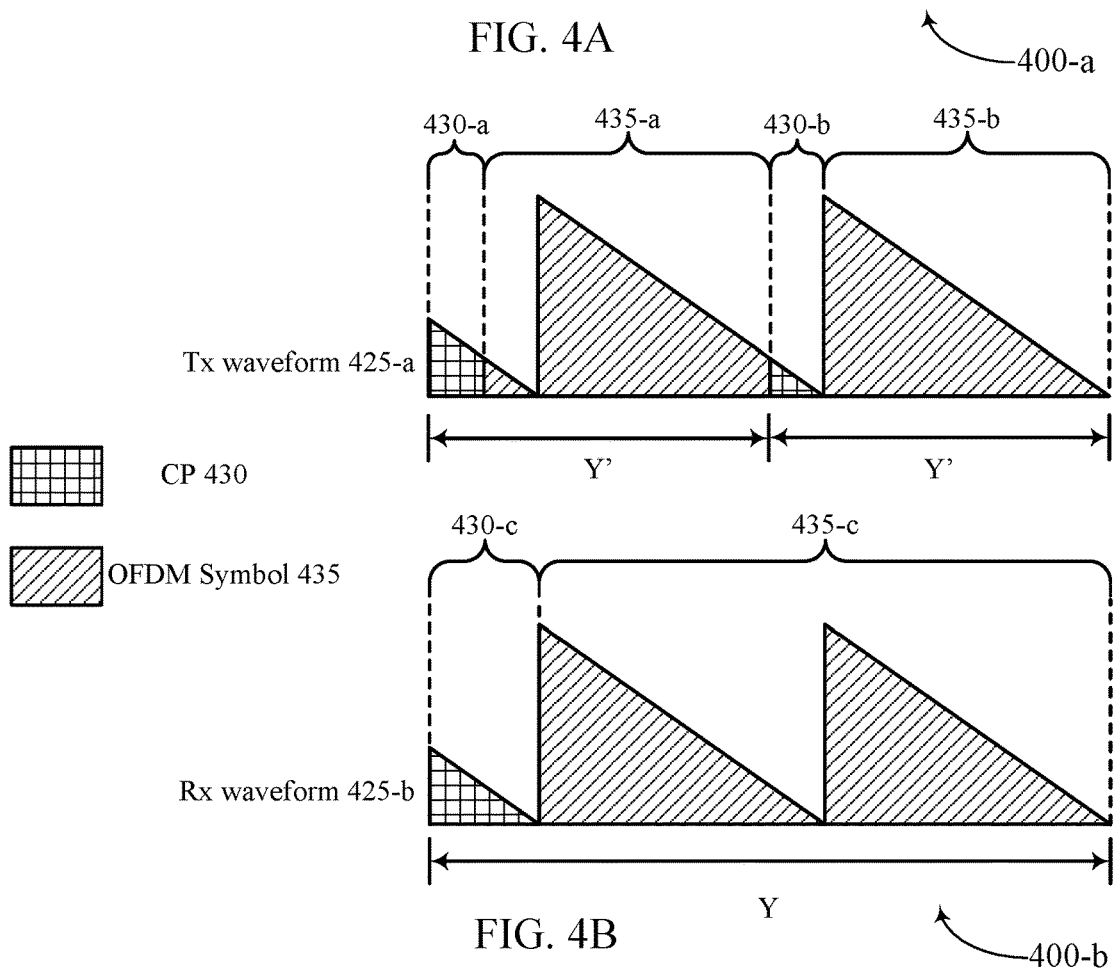 FIG. 4A
400-a
430-a
435-a
430-b
435-b
Tx waveform 425-a
Y’
Y’
CP 430
430-c
435-c
OFDM Symbol 435
Rx waveform 425-b
Y
FIG. 4B
400-b